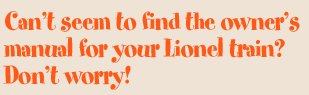 Can't seem to find the owner's
manual for your Lionel train?
Don't worry!